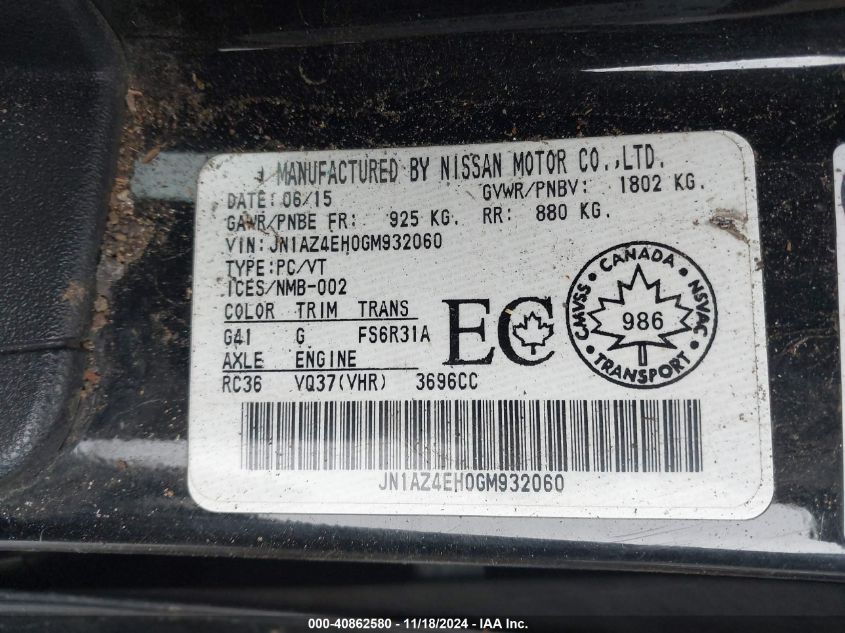 MANUFACTURED BY NISSAN MOTOR CO.,LTD.
DATE: 06/15 GVWR/PNBV: 1802 KG.
GAWR/PNBE FR: 925 KG. RR: 880 KG.
VIN: JN1AZ4EH0GM932060
TYPE: PC/VT
ICES/NMB-002
COLOR TRIM TRANS
G41 G FS6R31A
AXLE ENGINE
RC36 VQ37(VHR) 3696CC
EC
CANADA
CMVSS • NSVAC
986
TRANSPORT
JN1AZ4EH0GM932060
000-40862580 - 11/18/2024 - IAA Inc.